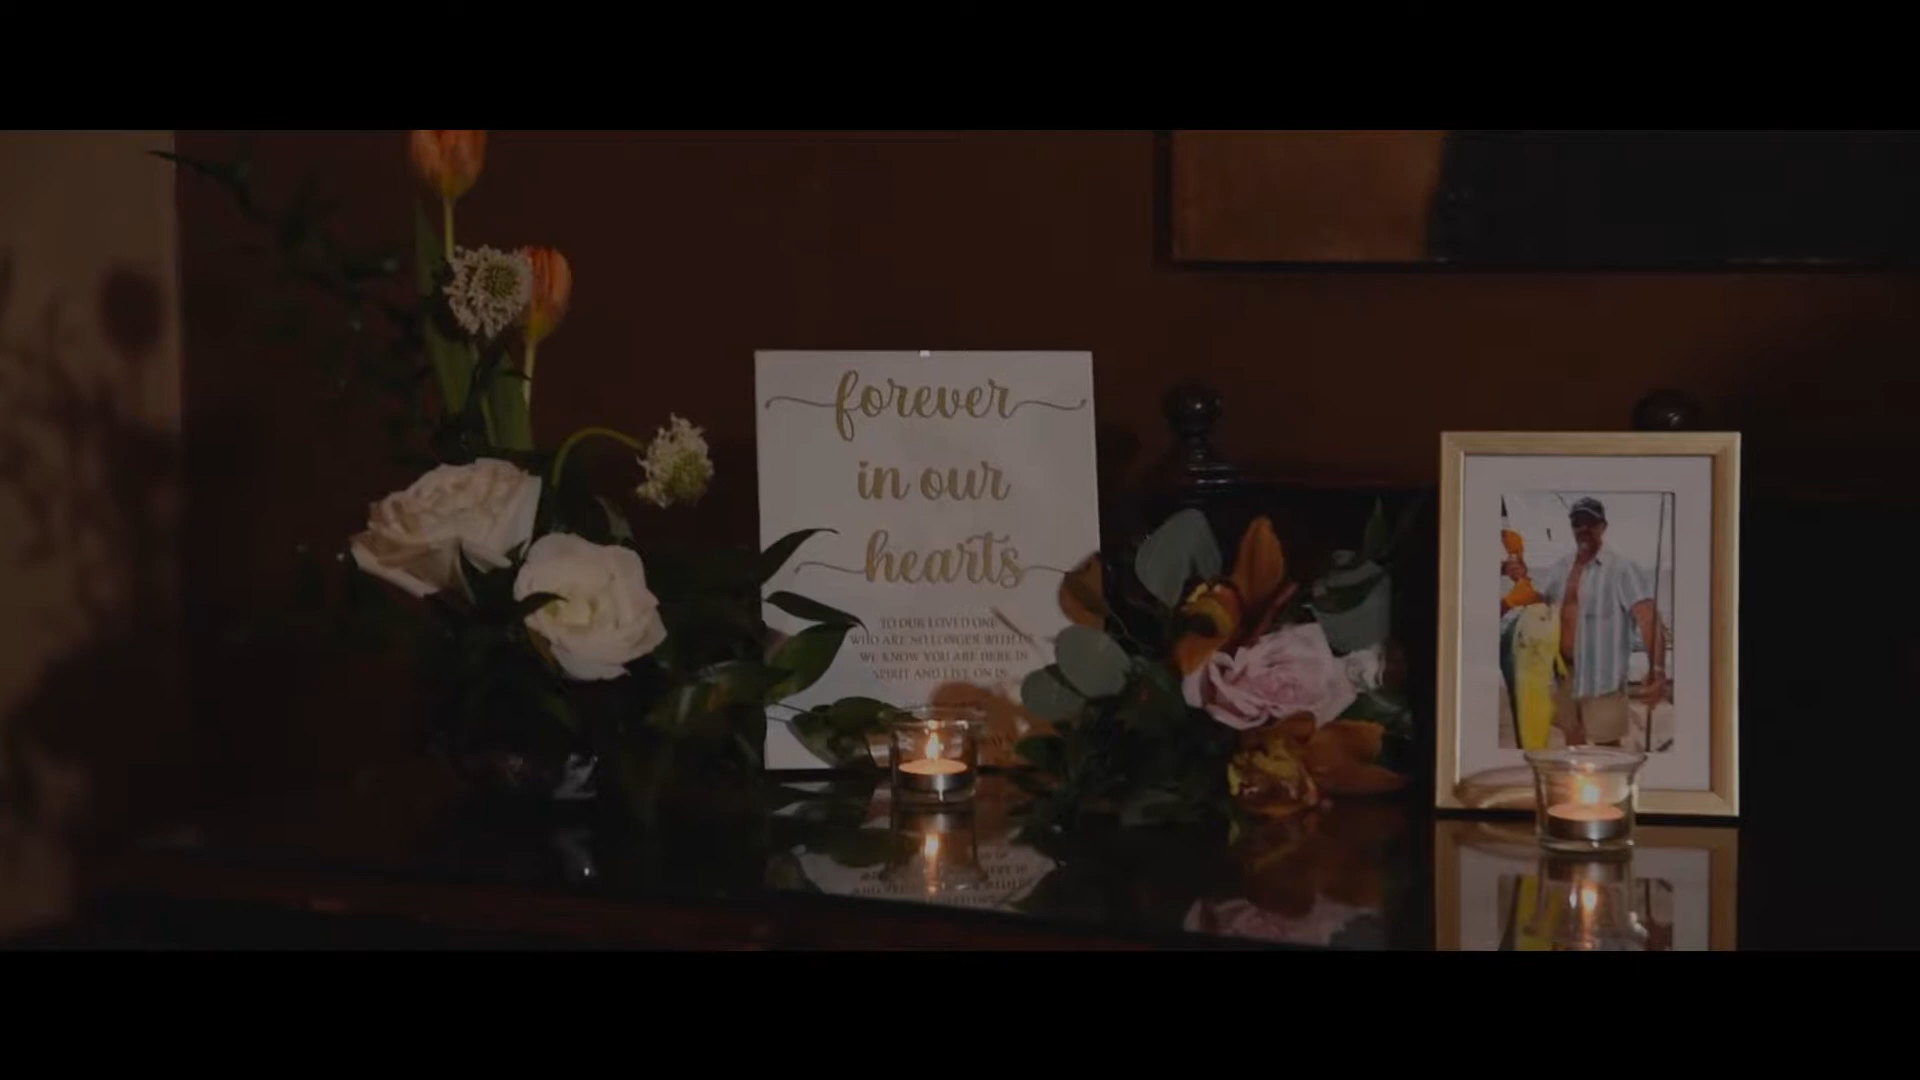 forever
in our
hearts
TO OUR LOVED ONE
WHO ARE NO LONGER WITH US
WE KNOW YOU ARE HERE IN
SPIRIT AND LIVE ON IN